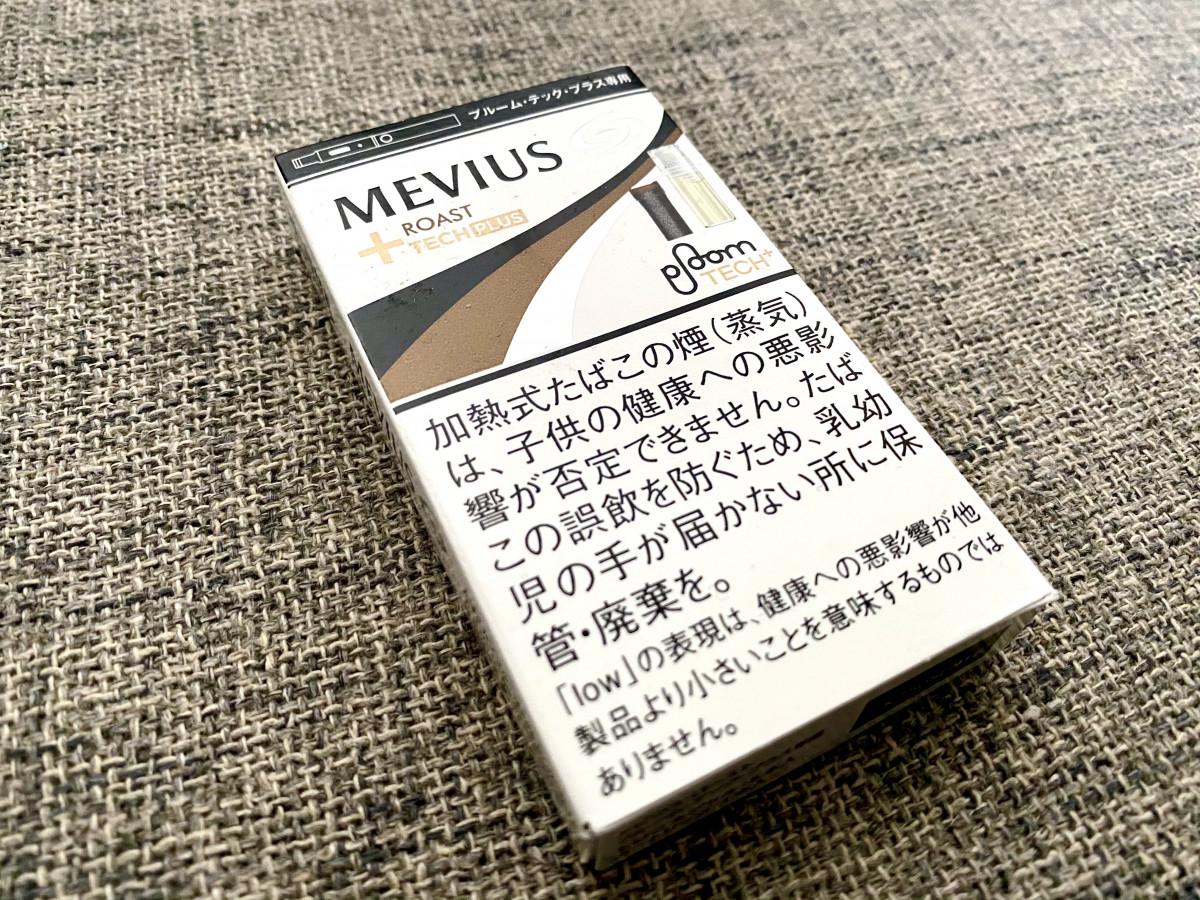 プルーム・テック・プラス専用
MEVIUS
ROAST
+TECH PLUS
ploom
TECH+
加熱式たばこの煙(蒸気)
は、子供の健康への悪影
響が否定できません。たば
この誤飲を防ぐため、乳幼
児の手が届かない所に保
管・廃棄を。
「low」の表現は、健康への悪影響が他
製品より小さいことを意味するものでは
ありません。